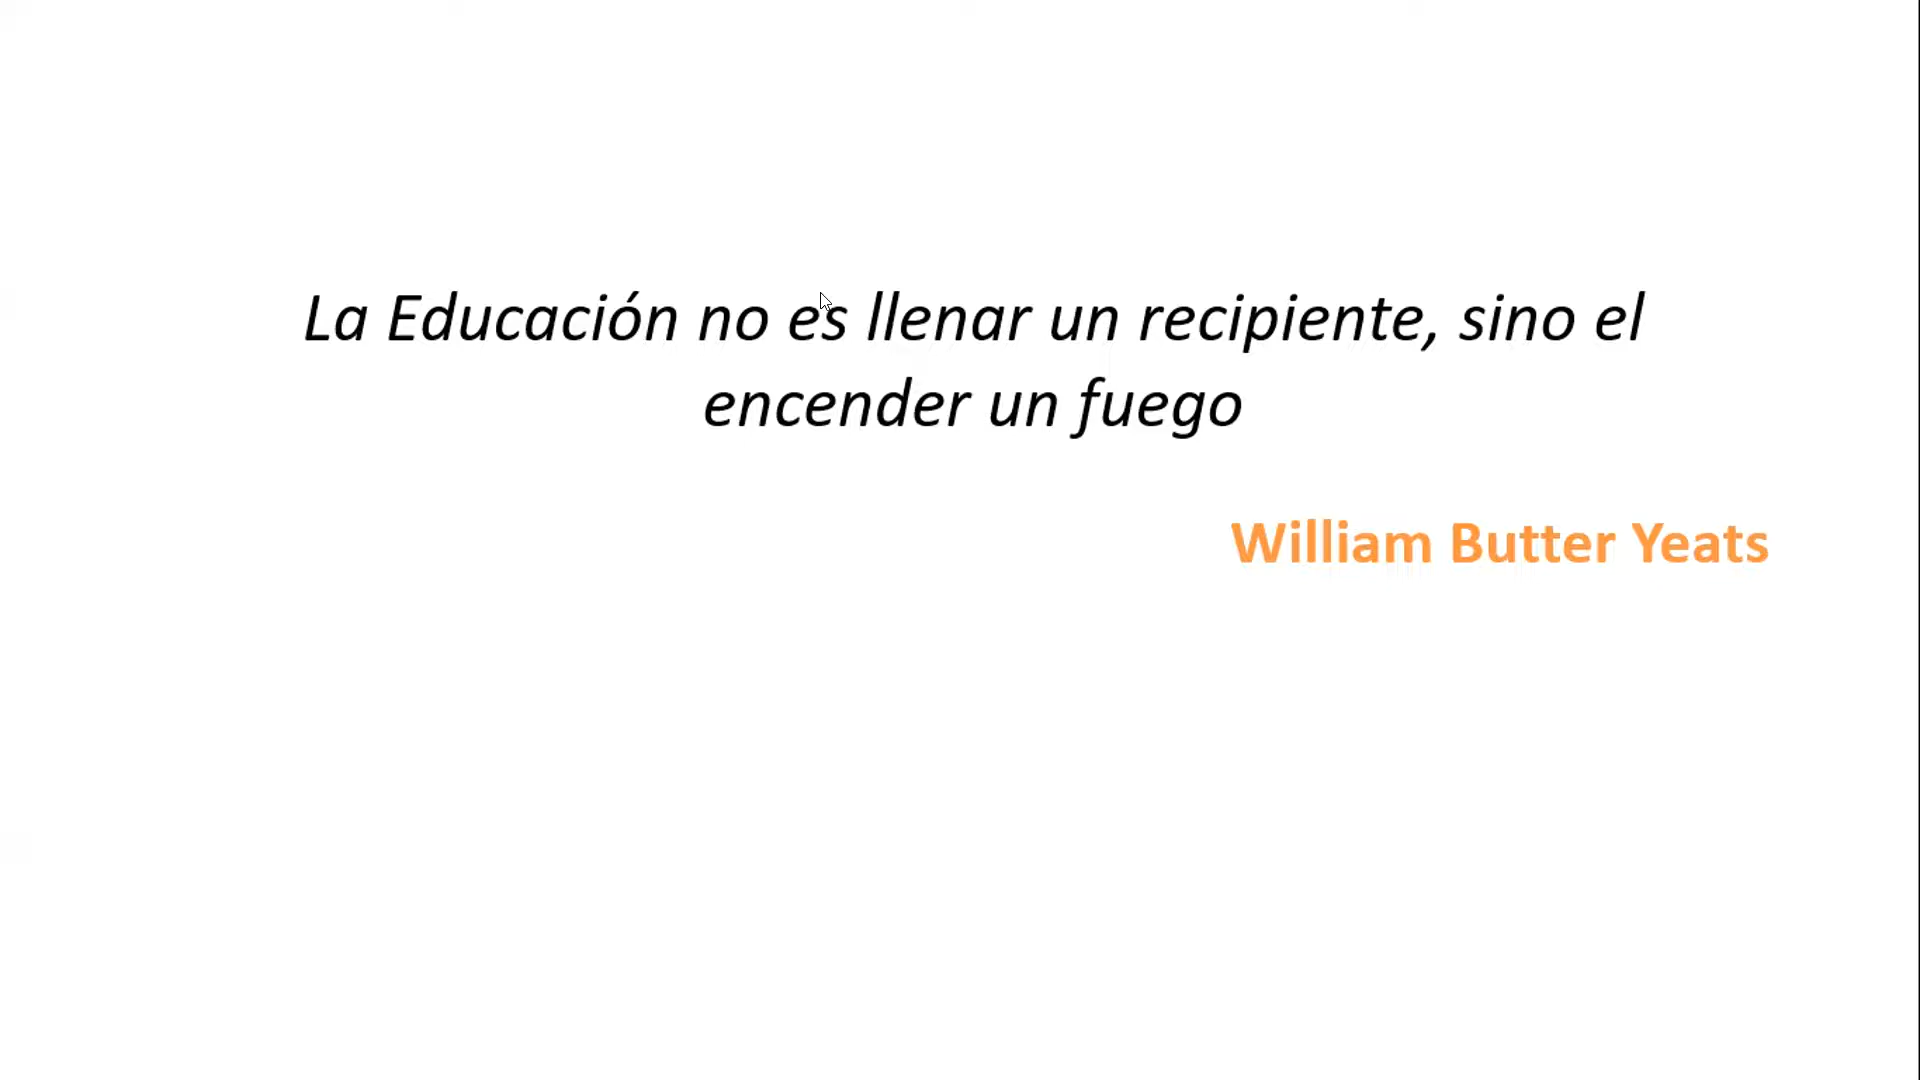 La Educación no es llenar un recipiente, sino el
encender un fuego
William Butter Yeats